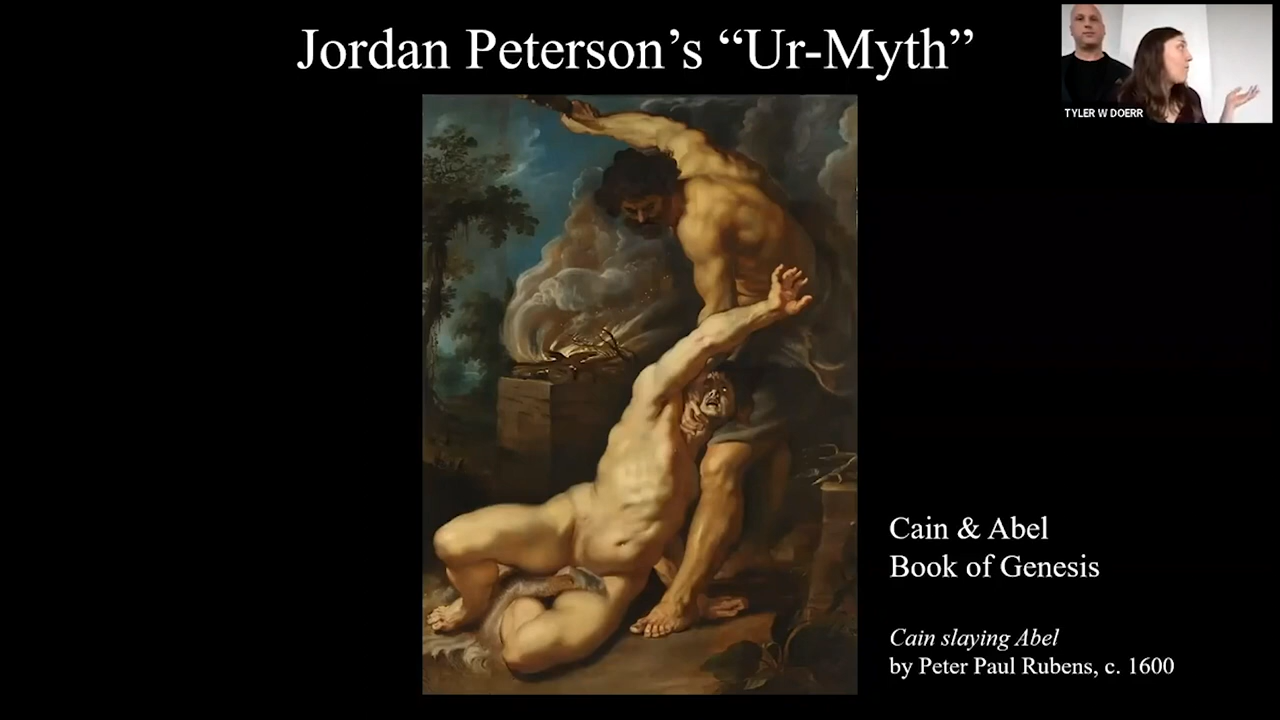 Jordan Peterson’s “Ur-Myth”
TYLER W DOERR
Cain & Abel
Book of Genesis
Cain slaying Abel
by Peter Paul Rubens, c. 1600